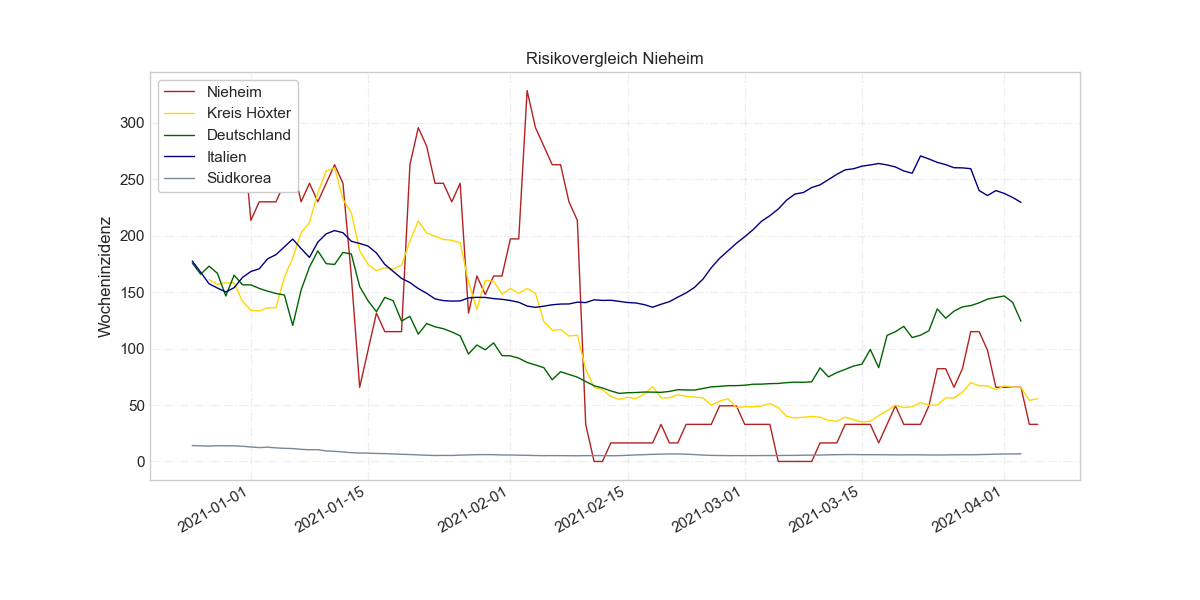 Risikovergleich Nieheim
Nieheim
Kreis Höxter
Deutschland
Italien
Südkorea
Wocheninzidenz
300
250
200
150
100
50
0
2021-01-01
2021-01-15
2021-02-01
2021-02-15
2021-03-01
2021-03-15
2021-04-01